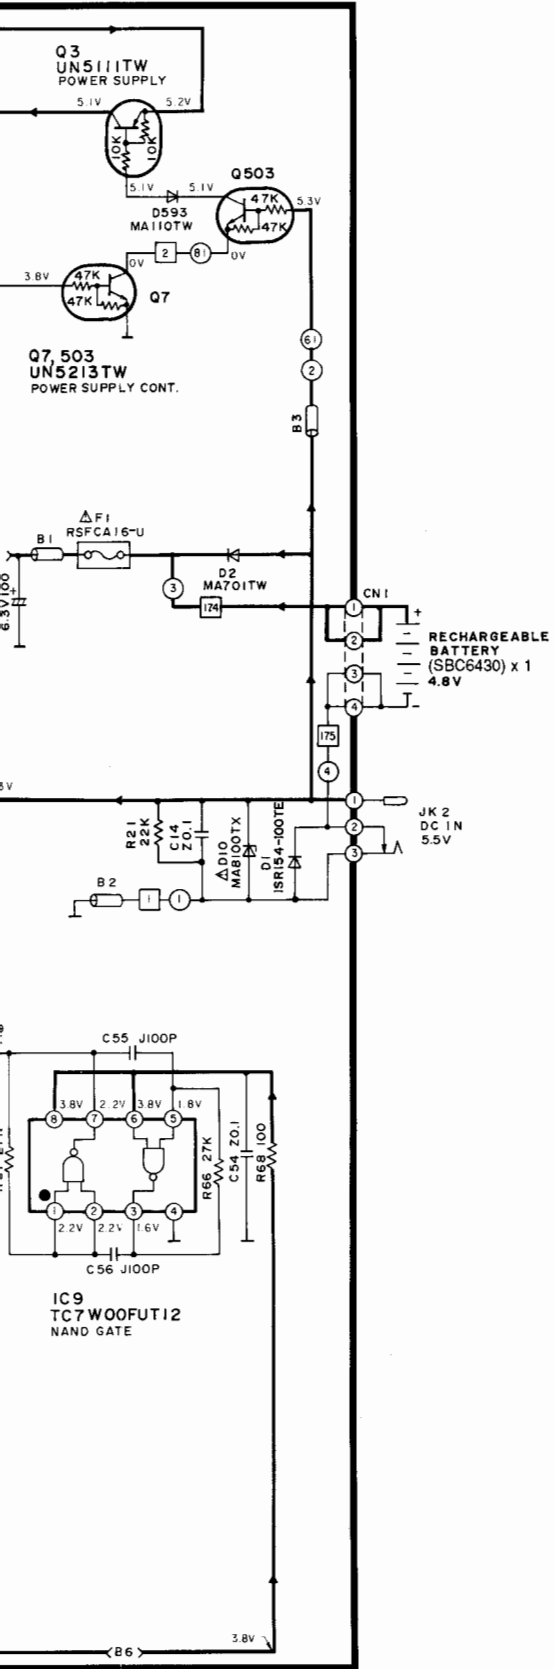 Q3
UN5111TW
POWER SUPPLY
5.1V
5.2V
10K
10K
5.1V
5.1V
D593
MA110TW
Q503
47K
47K
5.3V
0V
2
81
0V
3.8V
47K
47K
Q7
Q7, 503
UN5213TW
POWER SUPPLY CONT.
61
2
B3
B1
F1
RSFCA16-U
6.3V100
+
3
D2
MA701TW
174
CN1
1
2
3
4
+
-
RECHARGEABLE
BATTERY
(SBC6430) x 1
4.8V
175
4
R21
22K
C14
Z0.1
D10
MA8100TX
D1
1SR154-100TE
1
2
3
JK2
DC IN
5.5V
B2
1
1
C55 J100P
3.8V
2.2V
3.8V
1.8V
8
7
6
5
1
2
3
4
2.2V
2.2V
1.6V
R66 27K
C54 Z0.1
R68 100
C56 J100P
IC9
TC7W00FUT12
NAND GATE
3.8V
B6